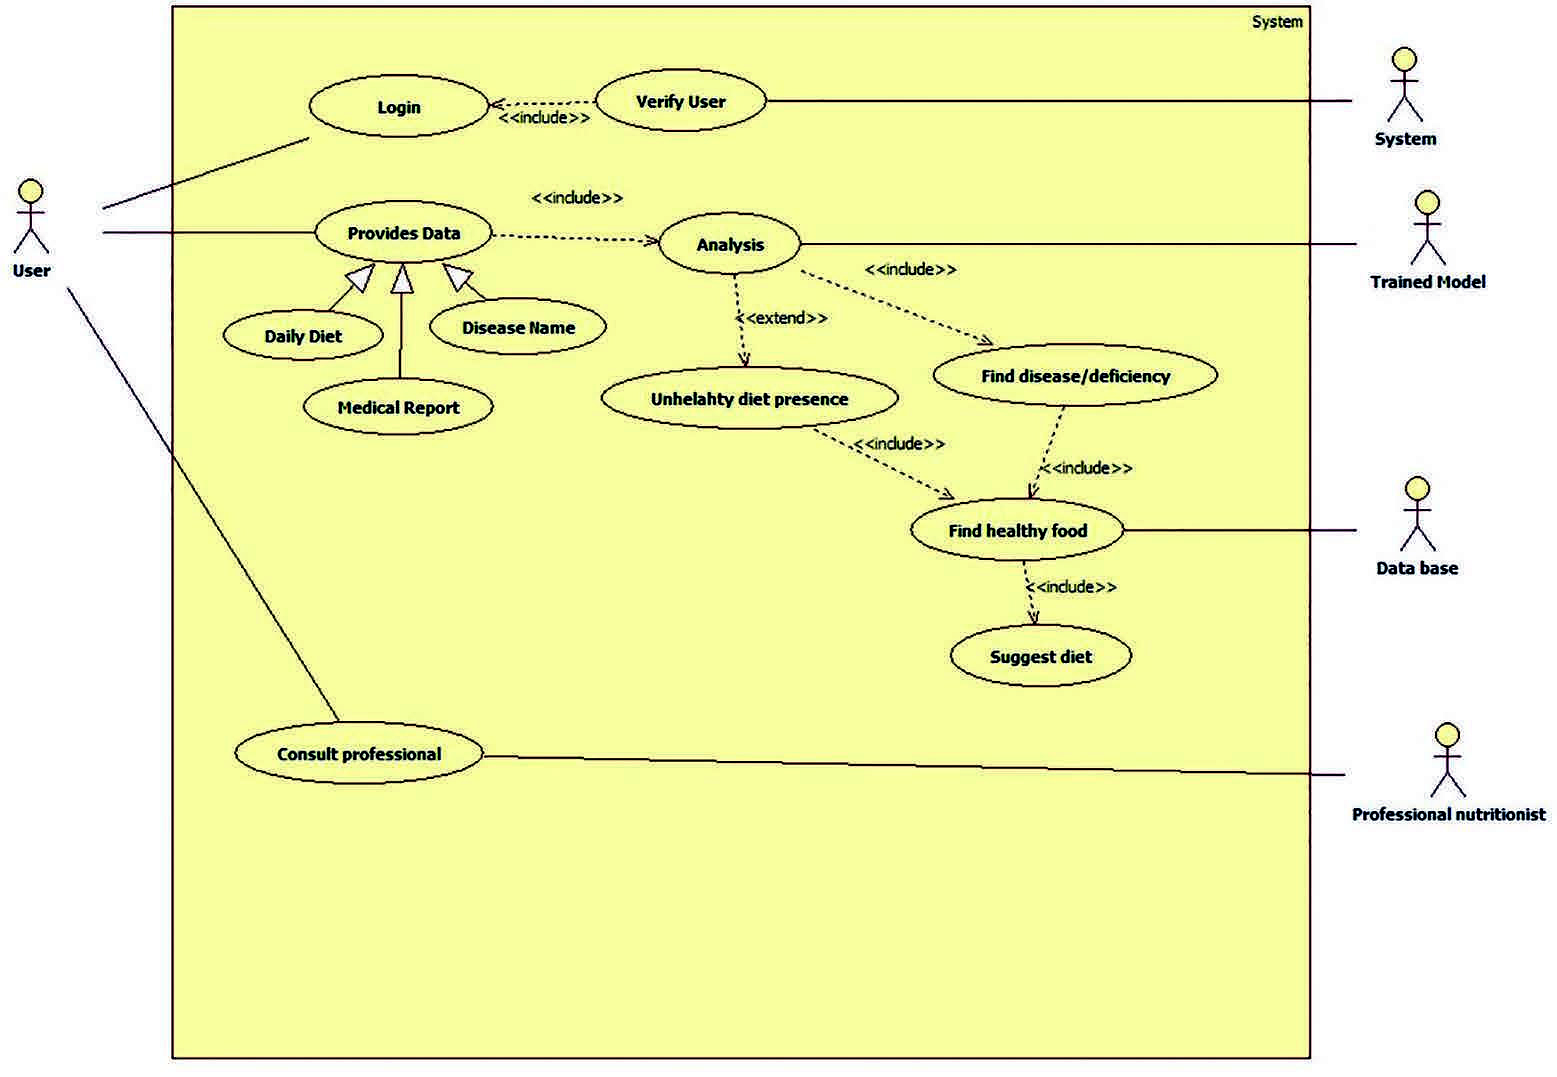 System
Login
<<include>>
Verify User
System
User
Provides Data
<<include>>
Analysis
Trained Model
<<include>>
Daily Diet
Medical Report
Disease Name
<<extend>>
Unhelahty diet presence
Find disease/deficiency
<<include>>
<<include>>
Find healthy food
Data base
<<include>>
Suggest diet
Consult professional
Professional nutritionist